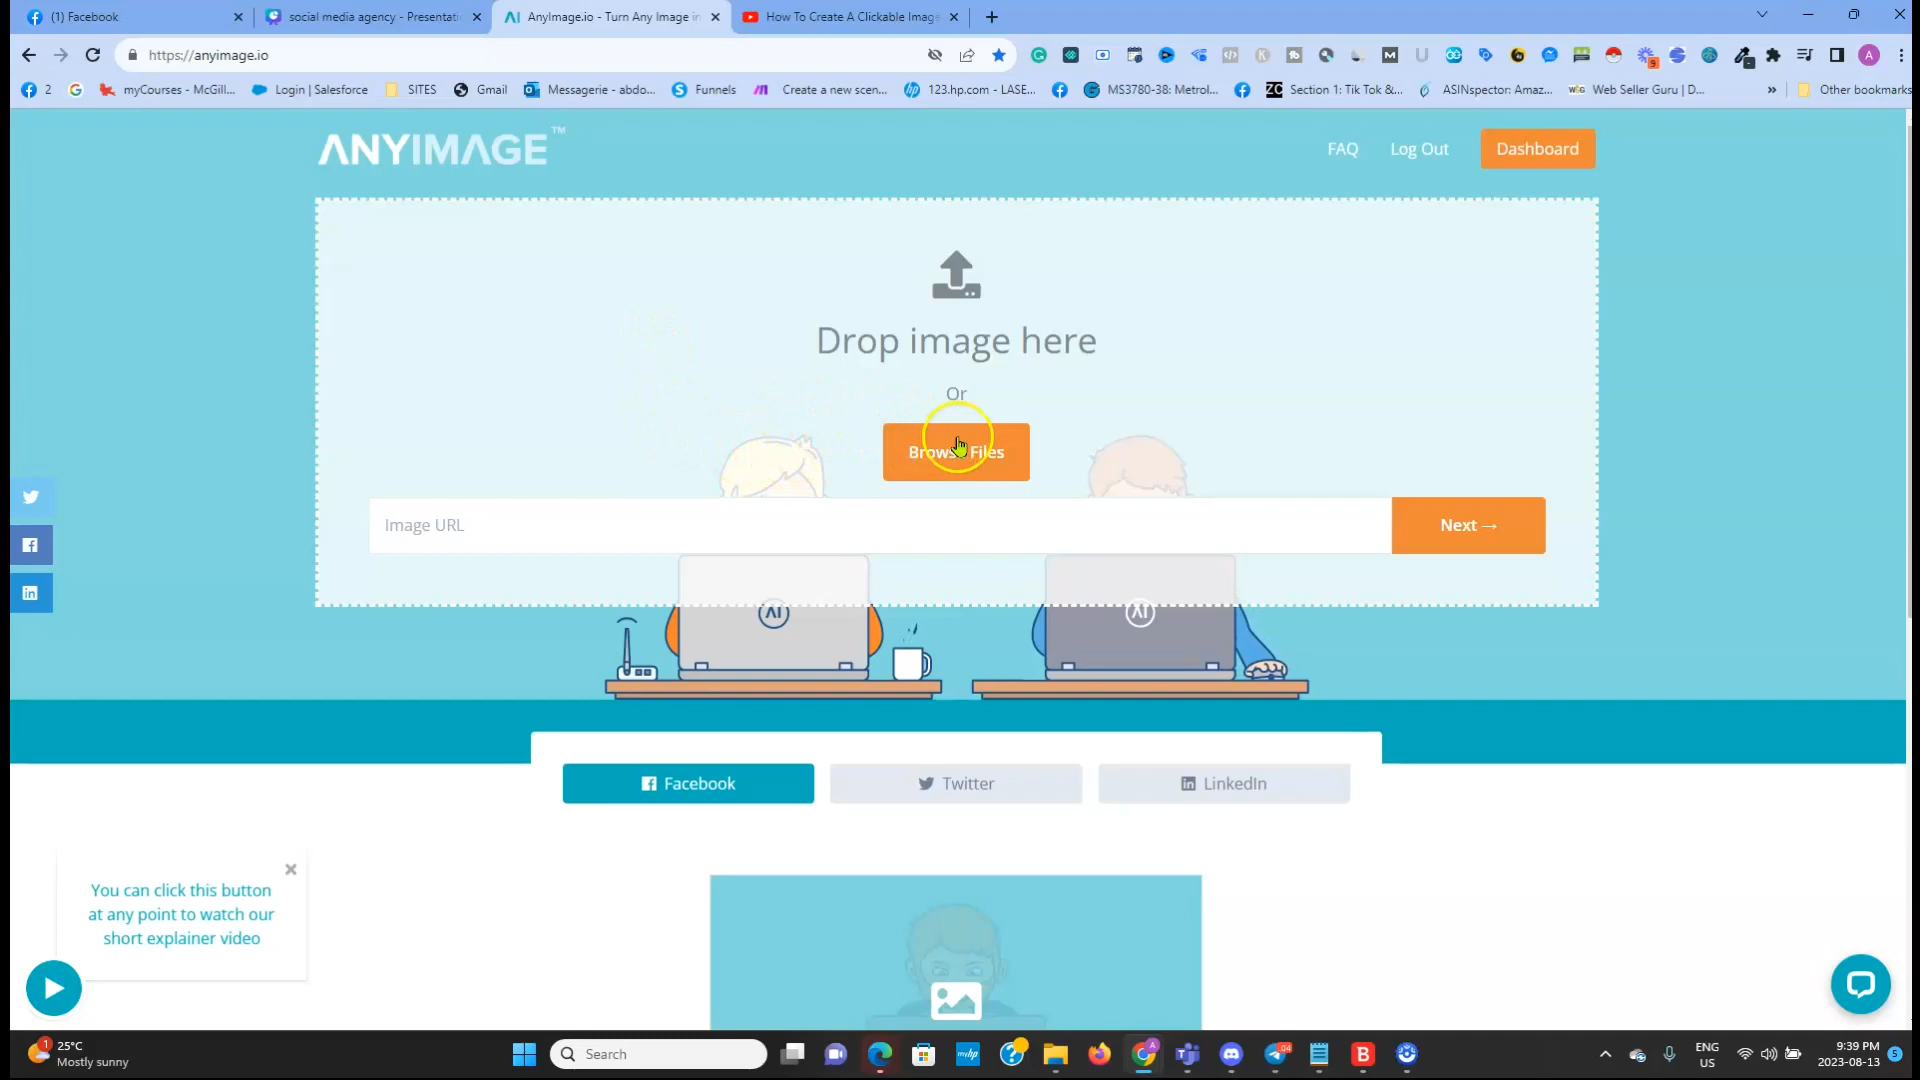 (1) Facebook
social media agency - Presentati
AnyImage.io - Turn Any Image in
How To Create A Clickable Image
https://anyimage.io
2
myCourses - McGill...
Login | Salesforce
SITES
Gmail
Messagerie - abdo...
Funnels
Create a new scen...
123.hp.com - LASE...
MS3780-38: Metrol...
ZC
Section 1: Tik Tok &...
ASINspector: Amaz...
WSG
Web Seller Guru | D...
»
Other bookmarks
ANYIMAGE™
FAQ
Log Out
Dashboard
Drop image here
Or
Browse Files
Image URL
Next →
Facebook
Twitter
LinkedIn
You can click this button
at any point to watch our
short explainer video
25°C
Mostly sunny
Search
ENG
US
9:39 PM
2023-08-13